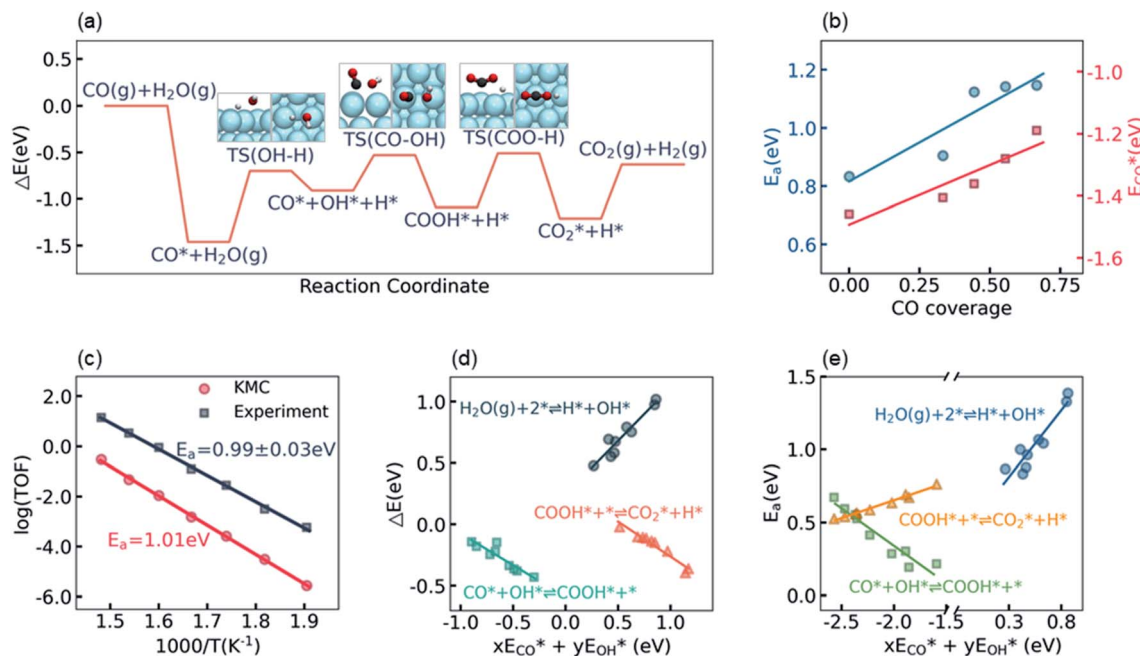 (a)
ΔE(eV)
0.5
0.0
-0.5
-1.0
-1.5
CO(g)+H₂O(g)
CO*+H₂O(g)
TS(OH-H)
CO*+OH*+H*
TS(CO-OH)
COOH*+H*
TS(COO-H)
CO₂*+H*
CO₂(g)+H₂(g)
Reaction Coordinate
(b)
Eₐ(eV)
1.2
1.0
0.8
0.6
-1.0
-1.2
-1.4
-1.6
E_CO*(eV)
0.00 0.25 0.50 0.75
CO coverage
(c)
log(TOF)
2.0
0.0
-2.0
-4.0
-6.0
KMC
Experiment
Eₐ=0.99±0.03eV
Eₐ=1.01eV
1.5 1.6 1.7 1.8 1.9
1000/T(K⁻¹)
(d)
ΔE(eV)
1.0
0.5
0.0
-0.5
H₂O(g)+2*⇌H*+OH*
COOH*+*⇌CO₂*+H*
CO*+OH*⇌COOH*+*
-1.0 -0.5 0.0 0.5 1.0
xE_CO* + yE_OH* (eV)
(e)
Eₐ(eV)
1.5
1.0
0.5
0.0
H₂O(g)+2*⇌H*+OH*
COOH*+*⇌CO₂*+H*
CO*+OH*⇌COOH*+*
-2.5 -2.0 -1.5 0.3 0.8
xE_CO* + yE_OH* (eV)